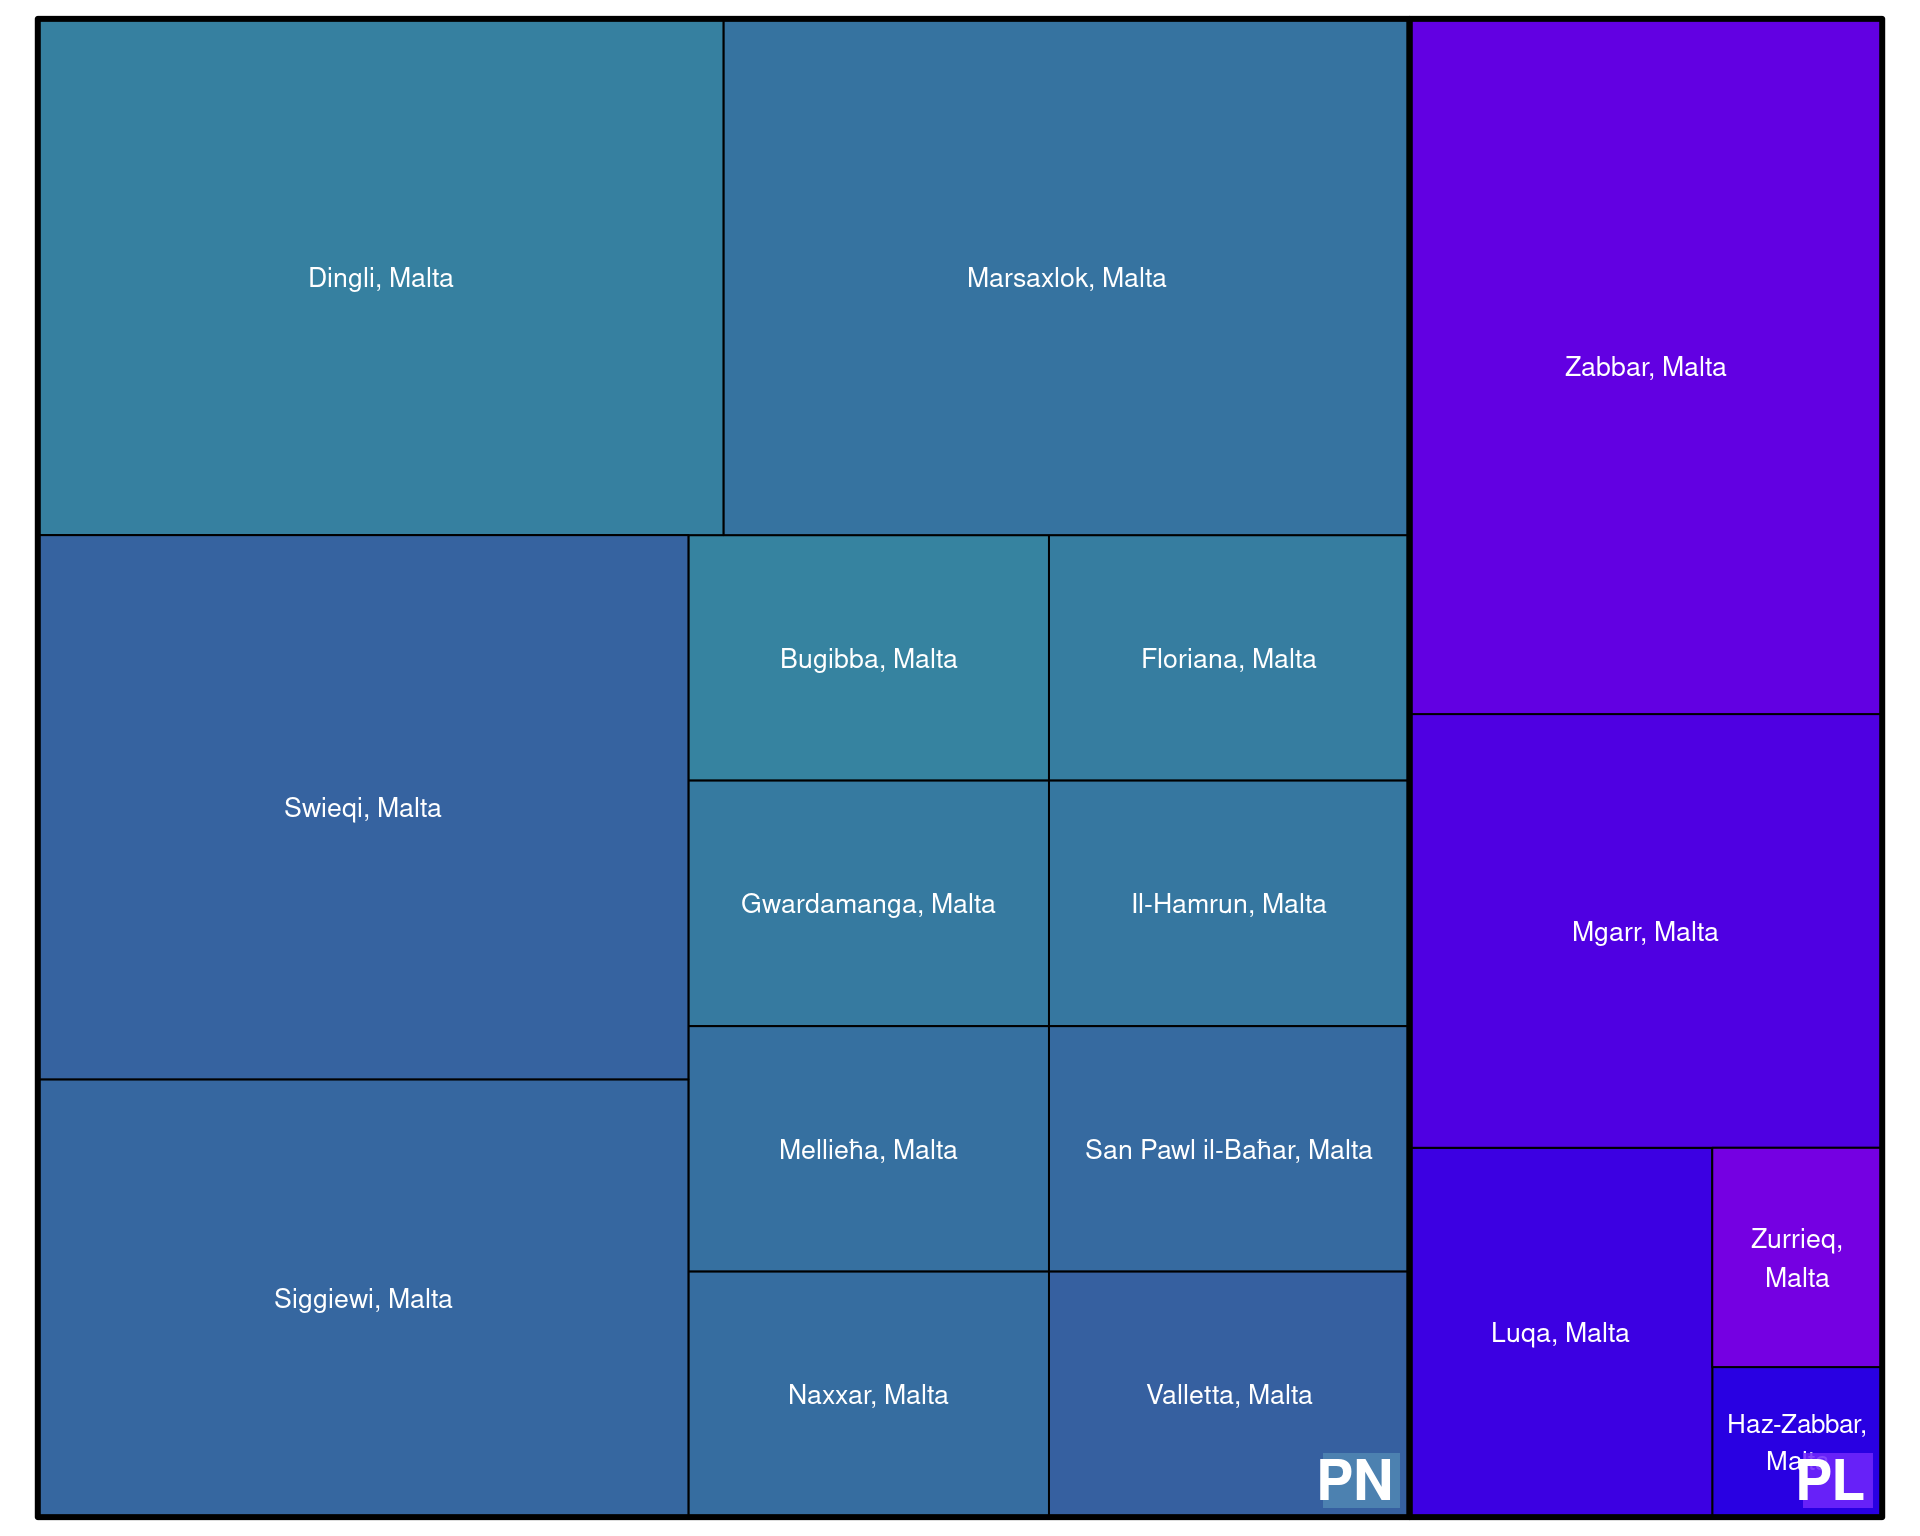 Dingli, Malta
Marsaxlok, Malta
Zabbar, Malta
Swieqi, Malta
Bugibba, Malta
Floriana, Malta
Gwardamanga, Malta
Il-Hamrun, Malta
Mgarr, Malta
Mellieħa, Malta
San Pawl il-Baħar, Malta
Siggiewi, Malta
Naxxar, Malta
Valletta, Malta
Luqa, Malta
Zurrieq,
Malta
Haz-Zabbar,
Malta
PN
PL